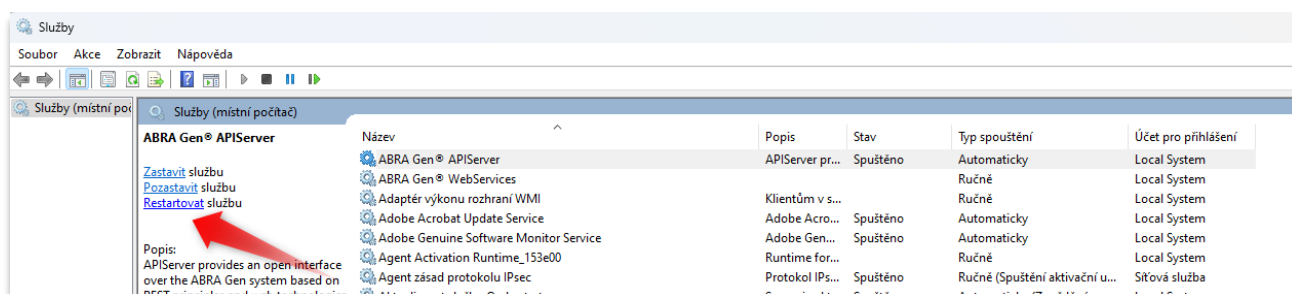 Služby
Soubor Akce Zobrazit Nápověda
Služby (místní poč
Služby (místní počítač)
ABRA Gen® APIServer
Zastavit službu
Pozastavit službu
Restartovat službu
Popis:
APIServer provides an open interface
over the ABRA Gen system based on
Název Popis Stav Typ spouštění Účet pro přihlášení
ABRA Gen® APIServer APIServer pr... Spuštěno Automaticky Local System
ABRA Gen® WebServices Ručně Local System
Adaptér výkonu rozhraní WMI Klientům v s... Ručně Local System
Adobe Acrobat Update Service Adobe Acro... Spuštěno Automaticky Local System
Adobe Genuine Software Monitor Service Adobe Gen... Spuštěno Automaticky Local System
Agent Activation Runtime_153e00 Runtime for... Ručně Local System
Agent zásad protokolu IPsec Protokol IPs... Spuštěno Ručně (Spuštění aktivační u... Síťová služba